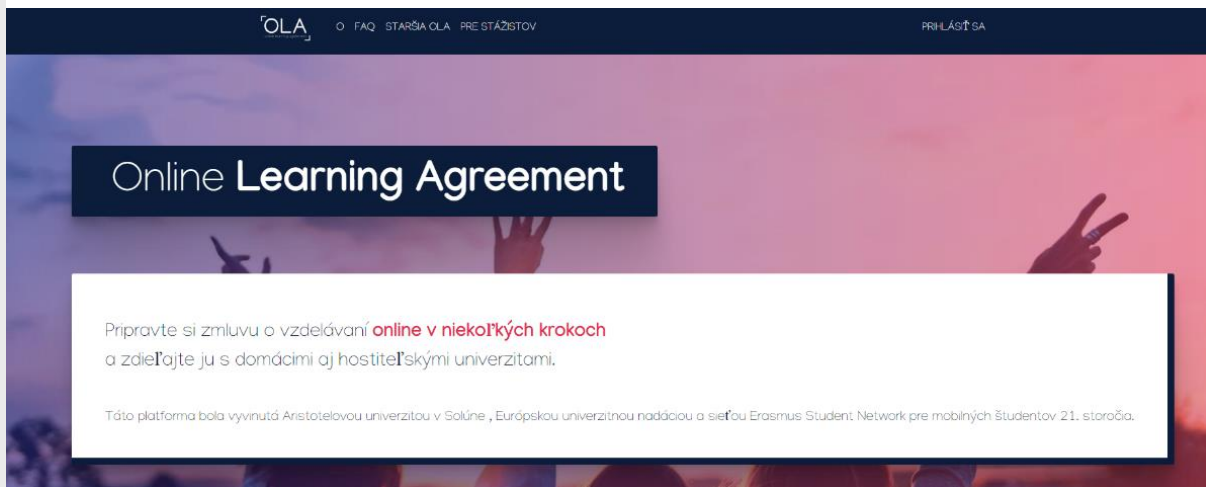 OLA
O FAQ STARŠIA OLA PRE STÁŽISTOV
PRIHLÁSIŤ SA
Online Learning Agreement
Pripravte si zmluvu o vzdelávaní online v niekoľkých krokoch
a zdieľajte ju s domácimi aj hostiteľskými univerzitami.
Táto platforma bola vyvinutá Aristotelovou univerzitou v Solúne , Európskou univerzitnou nadáciou a sieťou Erasmus Student Network pre mobilných študentov 21. storočia.